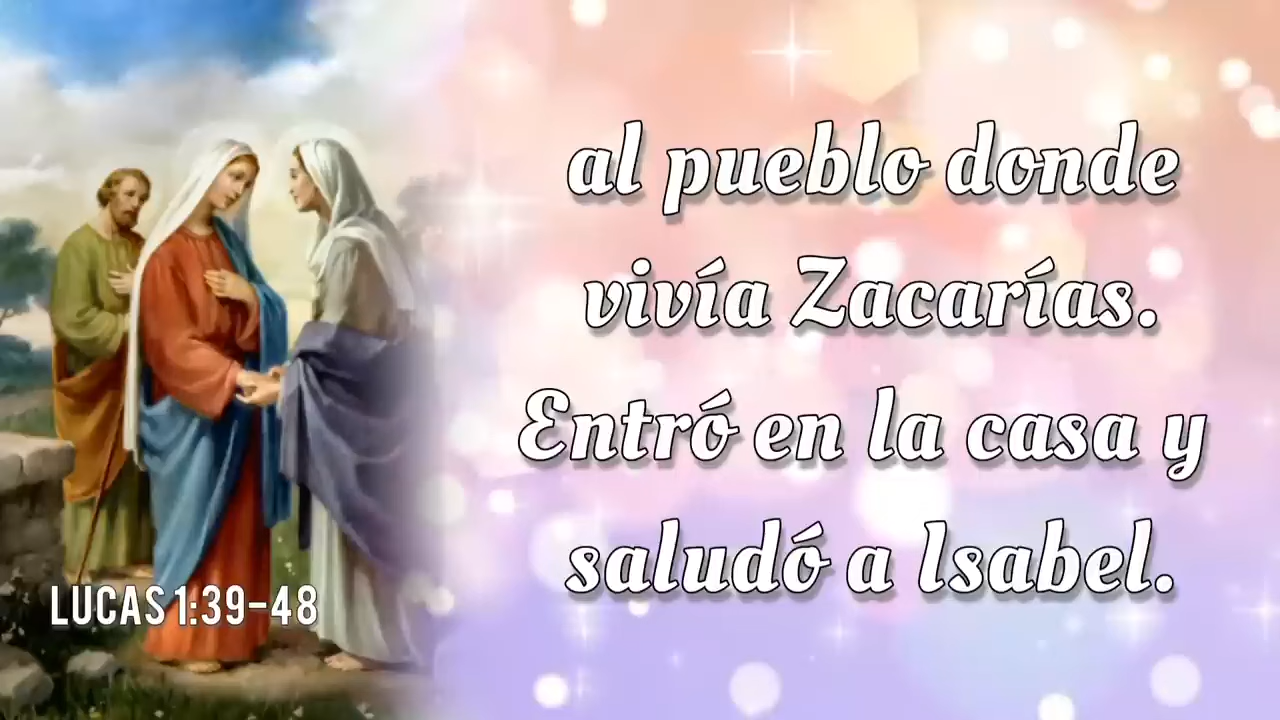 al pueblo donde
vivía Zacarías.
Entró en la casa y
saludó a Isabel.
LUCAS 1:39-48